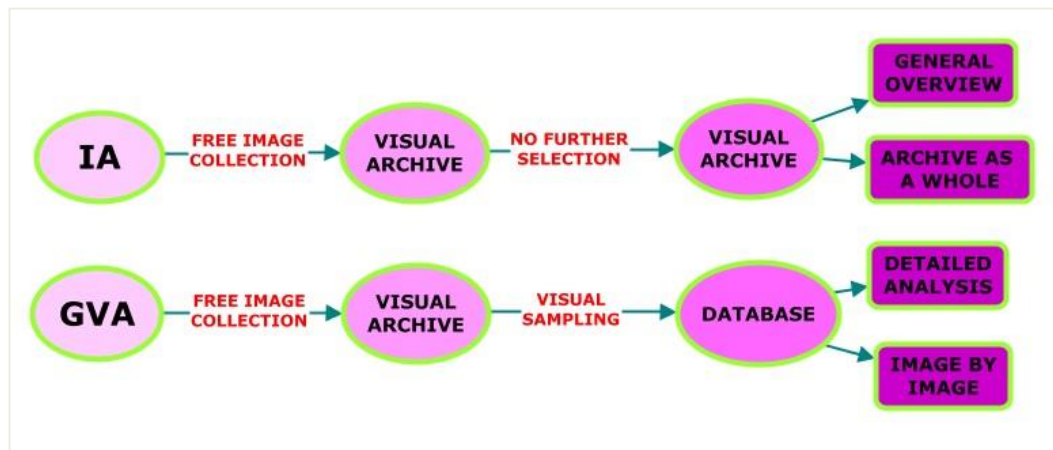 IA
FREE IMAGE
COLLECTION
VISUAL
ARCHIVE
NO FURTHER
SELECTION
VISUAL
ARCHIVE
GENERAL
OVERVIEW
ARCHIVE AS
A WHOLE
GVA
FREE IMAGE
COLLECTION
VISUAL
ARCHIVE
VISUAL
SAMPLING
DATABASE
DETAILED
ANALYSIS
IMAGE BY
IMAGE